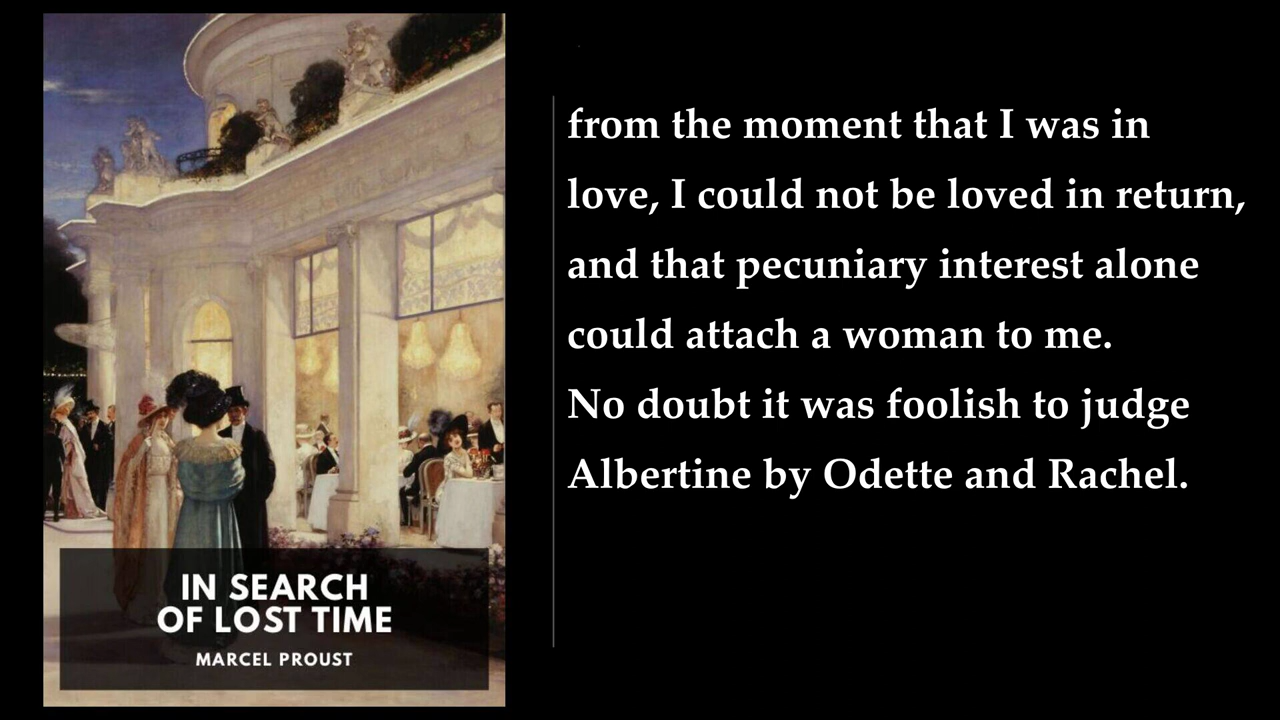 IN SEARCH
OF LOST TIME
MARCEL PROUST
from the moment that I was in
love, I could not be loved in return,
and that pecuniary interest alone
could attach a woman to me.
No doubt it was foolish to judge
Albertine by Odette and Rachel.